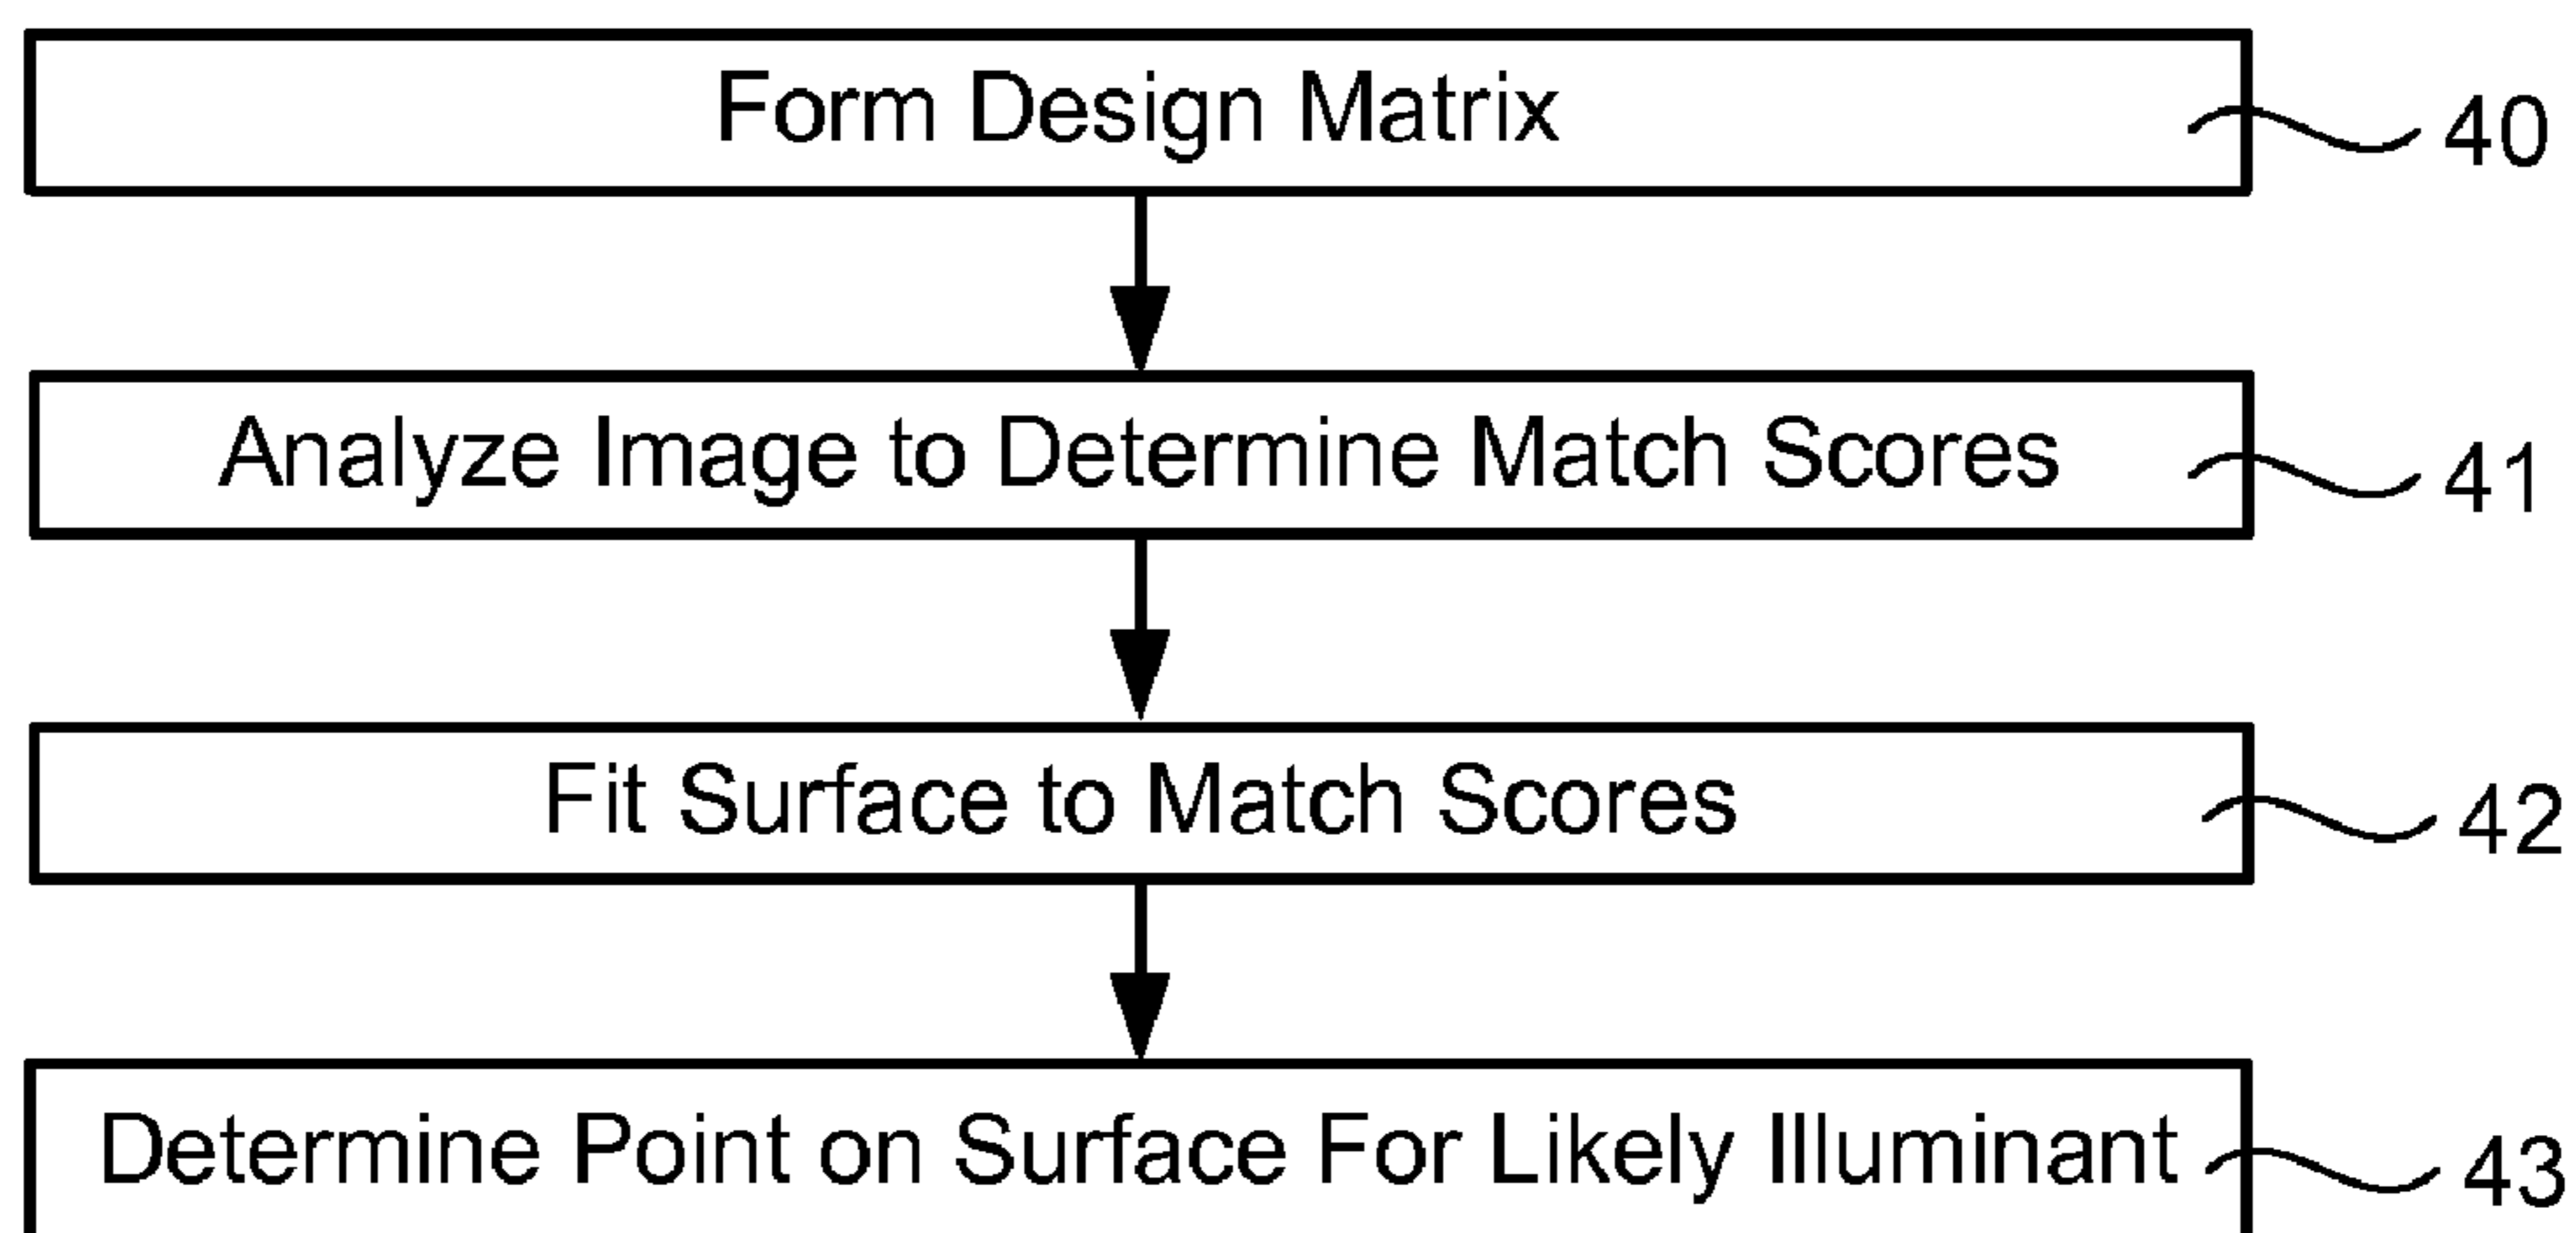 Form Design Matrix 40
Analyze Image to Determine Match Scores 41
Fit Surface to Match Scores 42
Determine Point on Surface For Likely Illuminant 43